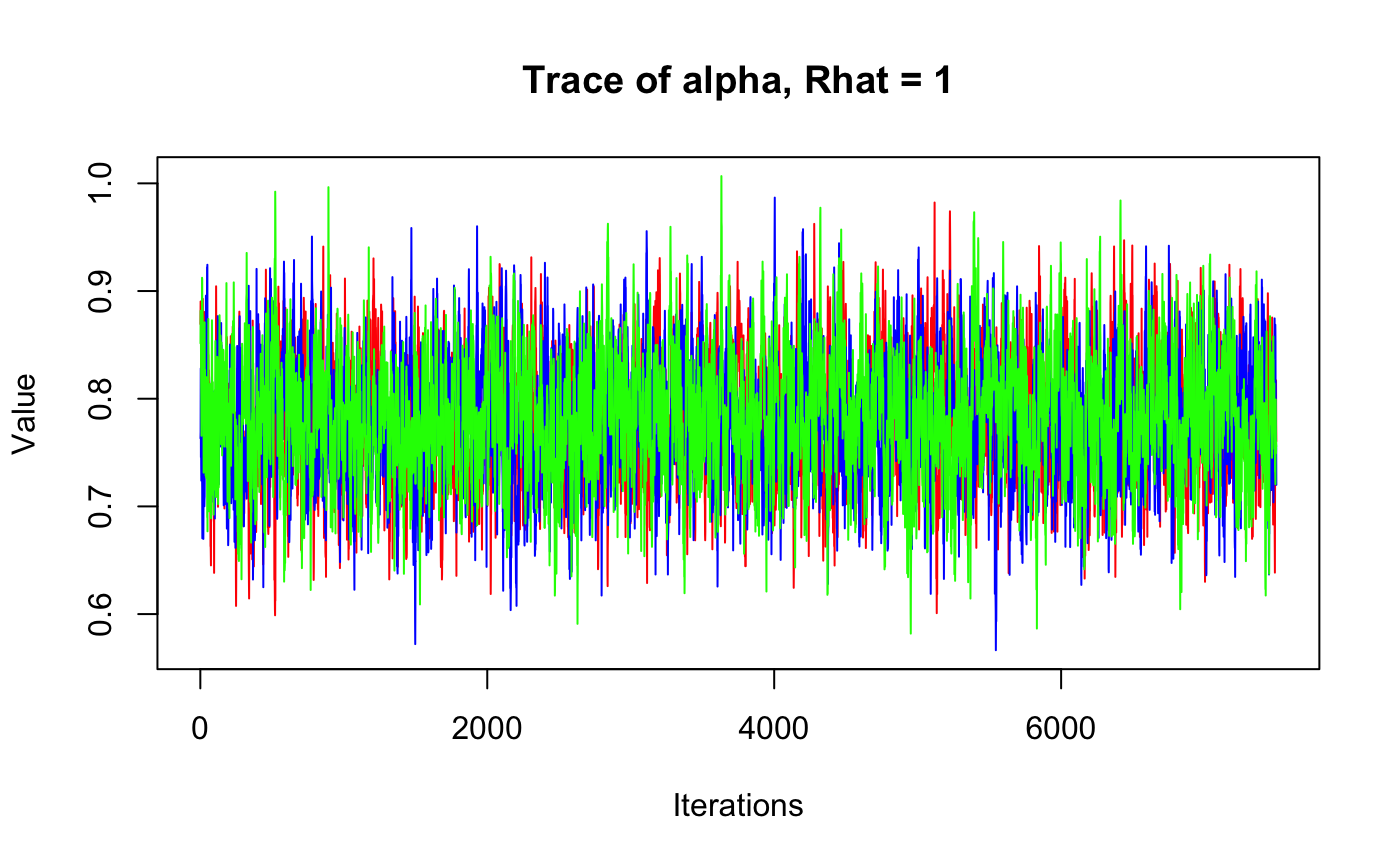 Trace of alpha, Rhat = 1
1.0
0.9
0.8
0.7
0.6
Value
0 2000 4000 6000
Iterations